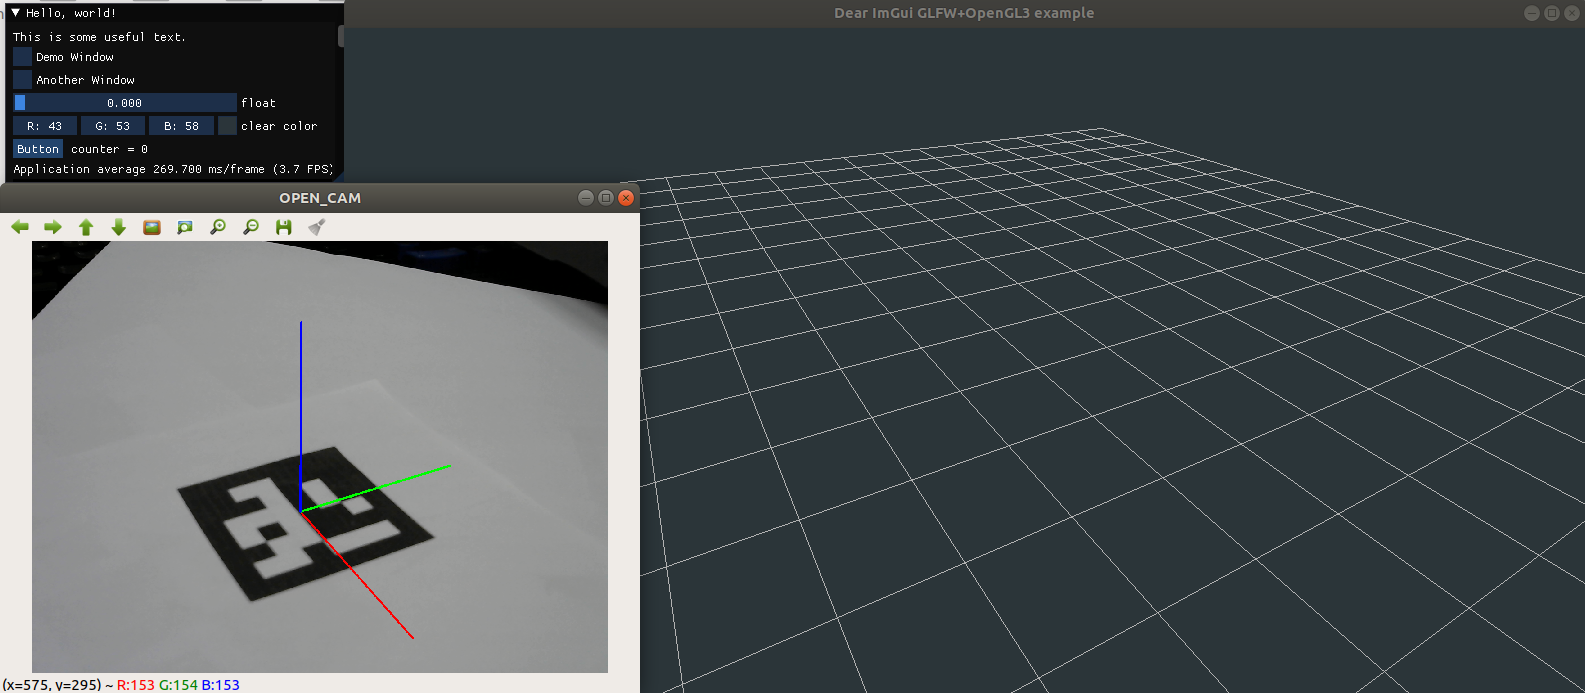 Hello, world!
Dear ImGui GLFW+OpenGL3 example
This is some useful text.
Demo Window
Another Window
0.000 float
R: 43 G: 53 B: 58 clear color
Button counter = 0
Application average 269.700 ms/frame (3.7 FPS)
OPEN_CAM
(x=575, y=295) ~ R:153 G:154 B:153